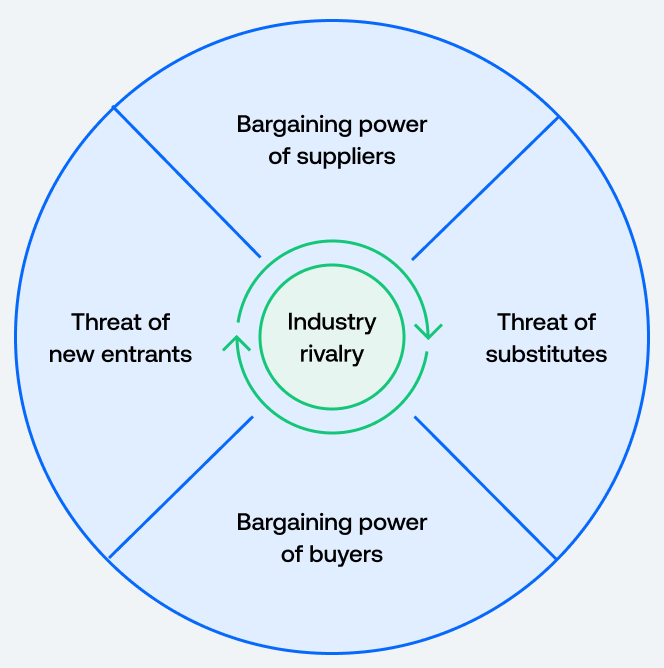 Bargaining power
of suppliers
Threat of
new entrants
Industry
rivalry
Threat of
substitutes
Bargaining power
of buyers